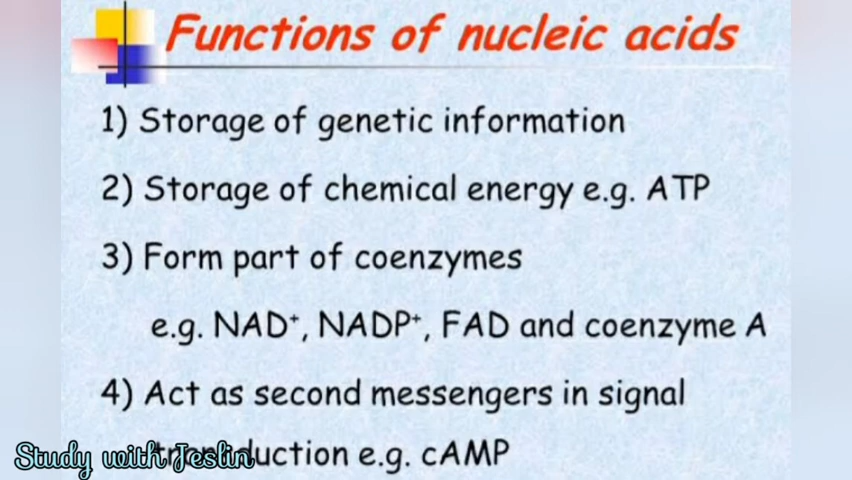 Functions of nucleic acids
1) Storage of genetic information
2) Storage of chemical energy e.g. ATP
3) Form part of coenzymes
e.g. NAD⁺, NADP⁺, FAD and coenzyme A
4) Act as second messengers in signal
transduction e.g. cAMP
Study with Jeslin